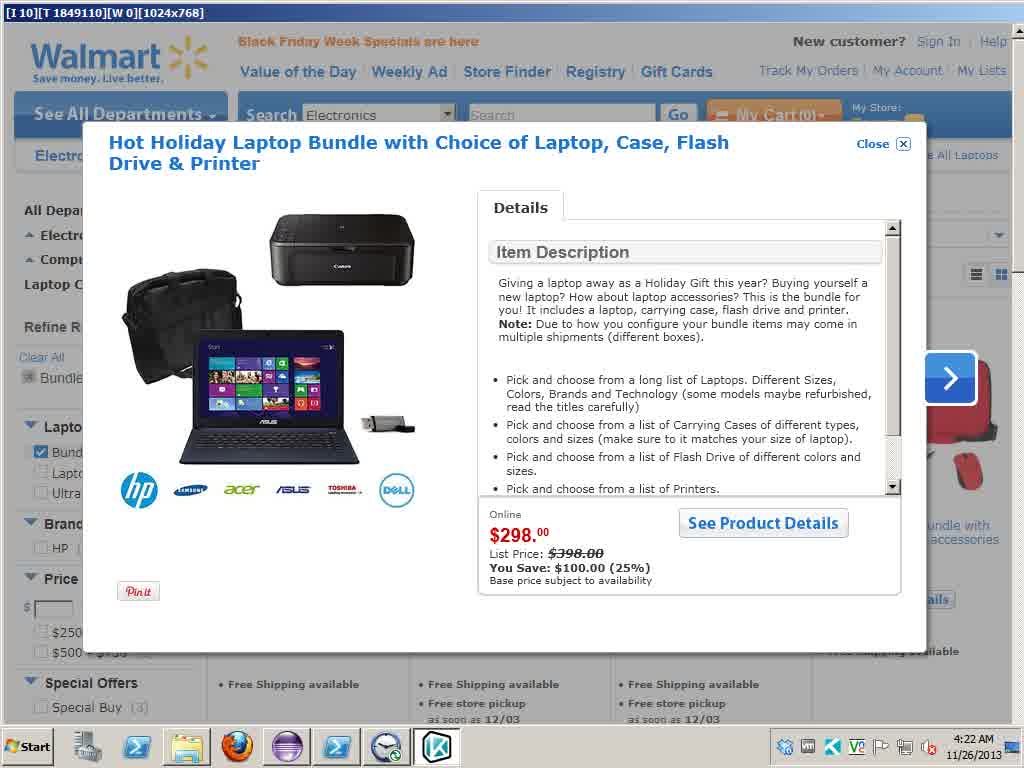 [I 10][T 1849110][W 0][1024x768]
Walmart
Save money. Live better.
Black Friday Week Specials are here
New customer? Sign In Help
Value of the Day Weekly Ad Store Finder Registry Gift Cards
Track My Orders My Account My Lists
See All Departments
Search Electronics Search Go My Cart (0)
My Store:
Hot Holiday Laptop Bundle with Choice of Laptop, Case, Flash
Drive & Printer
Close
Electro
All Laptops
All Depa
Electro
Compu
Laptop C
Refine R
Clear All
Bundle
Lapto
Bund
Lapto
Ultra
Brand
HP
Price
$
$250
$500 - $750
Special Offers
Special Buy (3)
Canon
Start
ASUS
hp
SAMSUNG
acer
ASUS
TOSHIBA
DELL
Pin it
Details
Item Description
Giving a laptop away as a Holiday Gift this year? Buying yourself a
new laptop? How about laptop accessories? This is the bundle for
you! It includes a laptop, carrying case, flash drive and printer.
Note: Due to how you configure your bundle items may come in
multiple shipments (different boxes).
• Pick and choose from a long list of Laptops. Different Sizes,
Colors, Brands and Technology (some models maybe refurbished,
read the titles carefully)
• Pick and choose from a list of Carrying Cases of different types,
colors and sizes (make sure to it matches your size of laptop).
• Pick and choose from a list of Flash Drive of different colors and
sizes.
• Pick and choose from a list of Printers.
Online
$298.00
List Price: $398.00
You Save: $100.00 (25%)
Base price subject to availability
See Product Details
undle with
accessories
ails
Free Shipping available
• Free Shipping available
• Free Shipping available
• Free Shipping available
• Free store pickup
as soon as 12/03
• Free store pickup
as soon as 12/03
Start
4:22 AM
11/26/2013